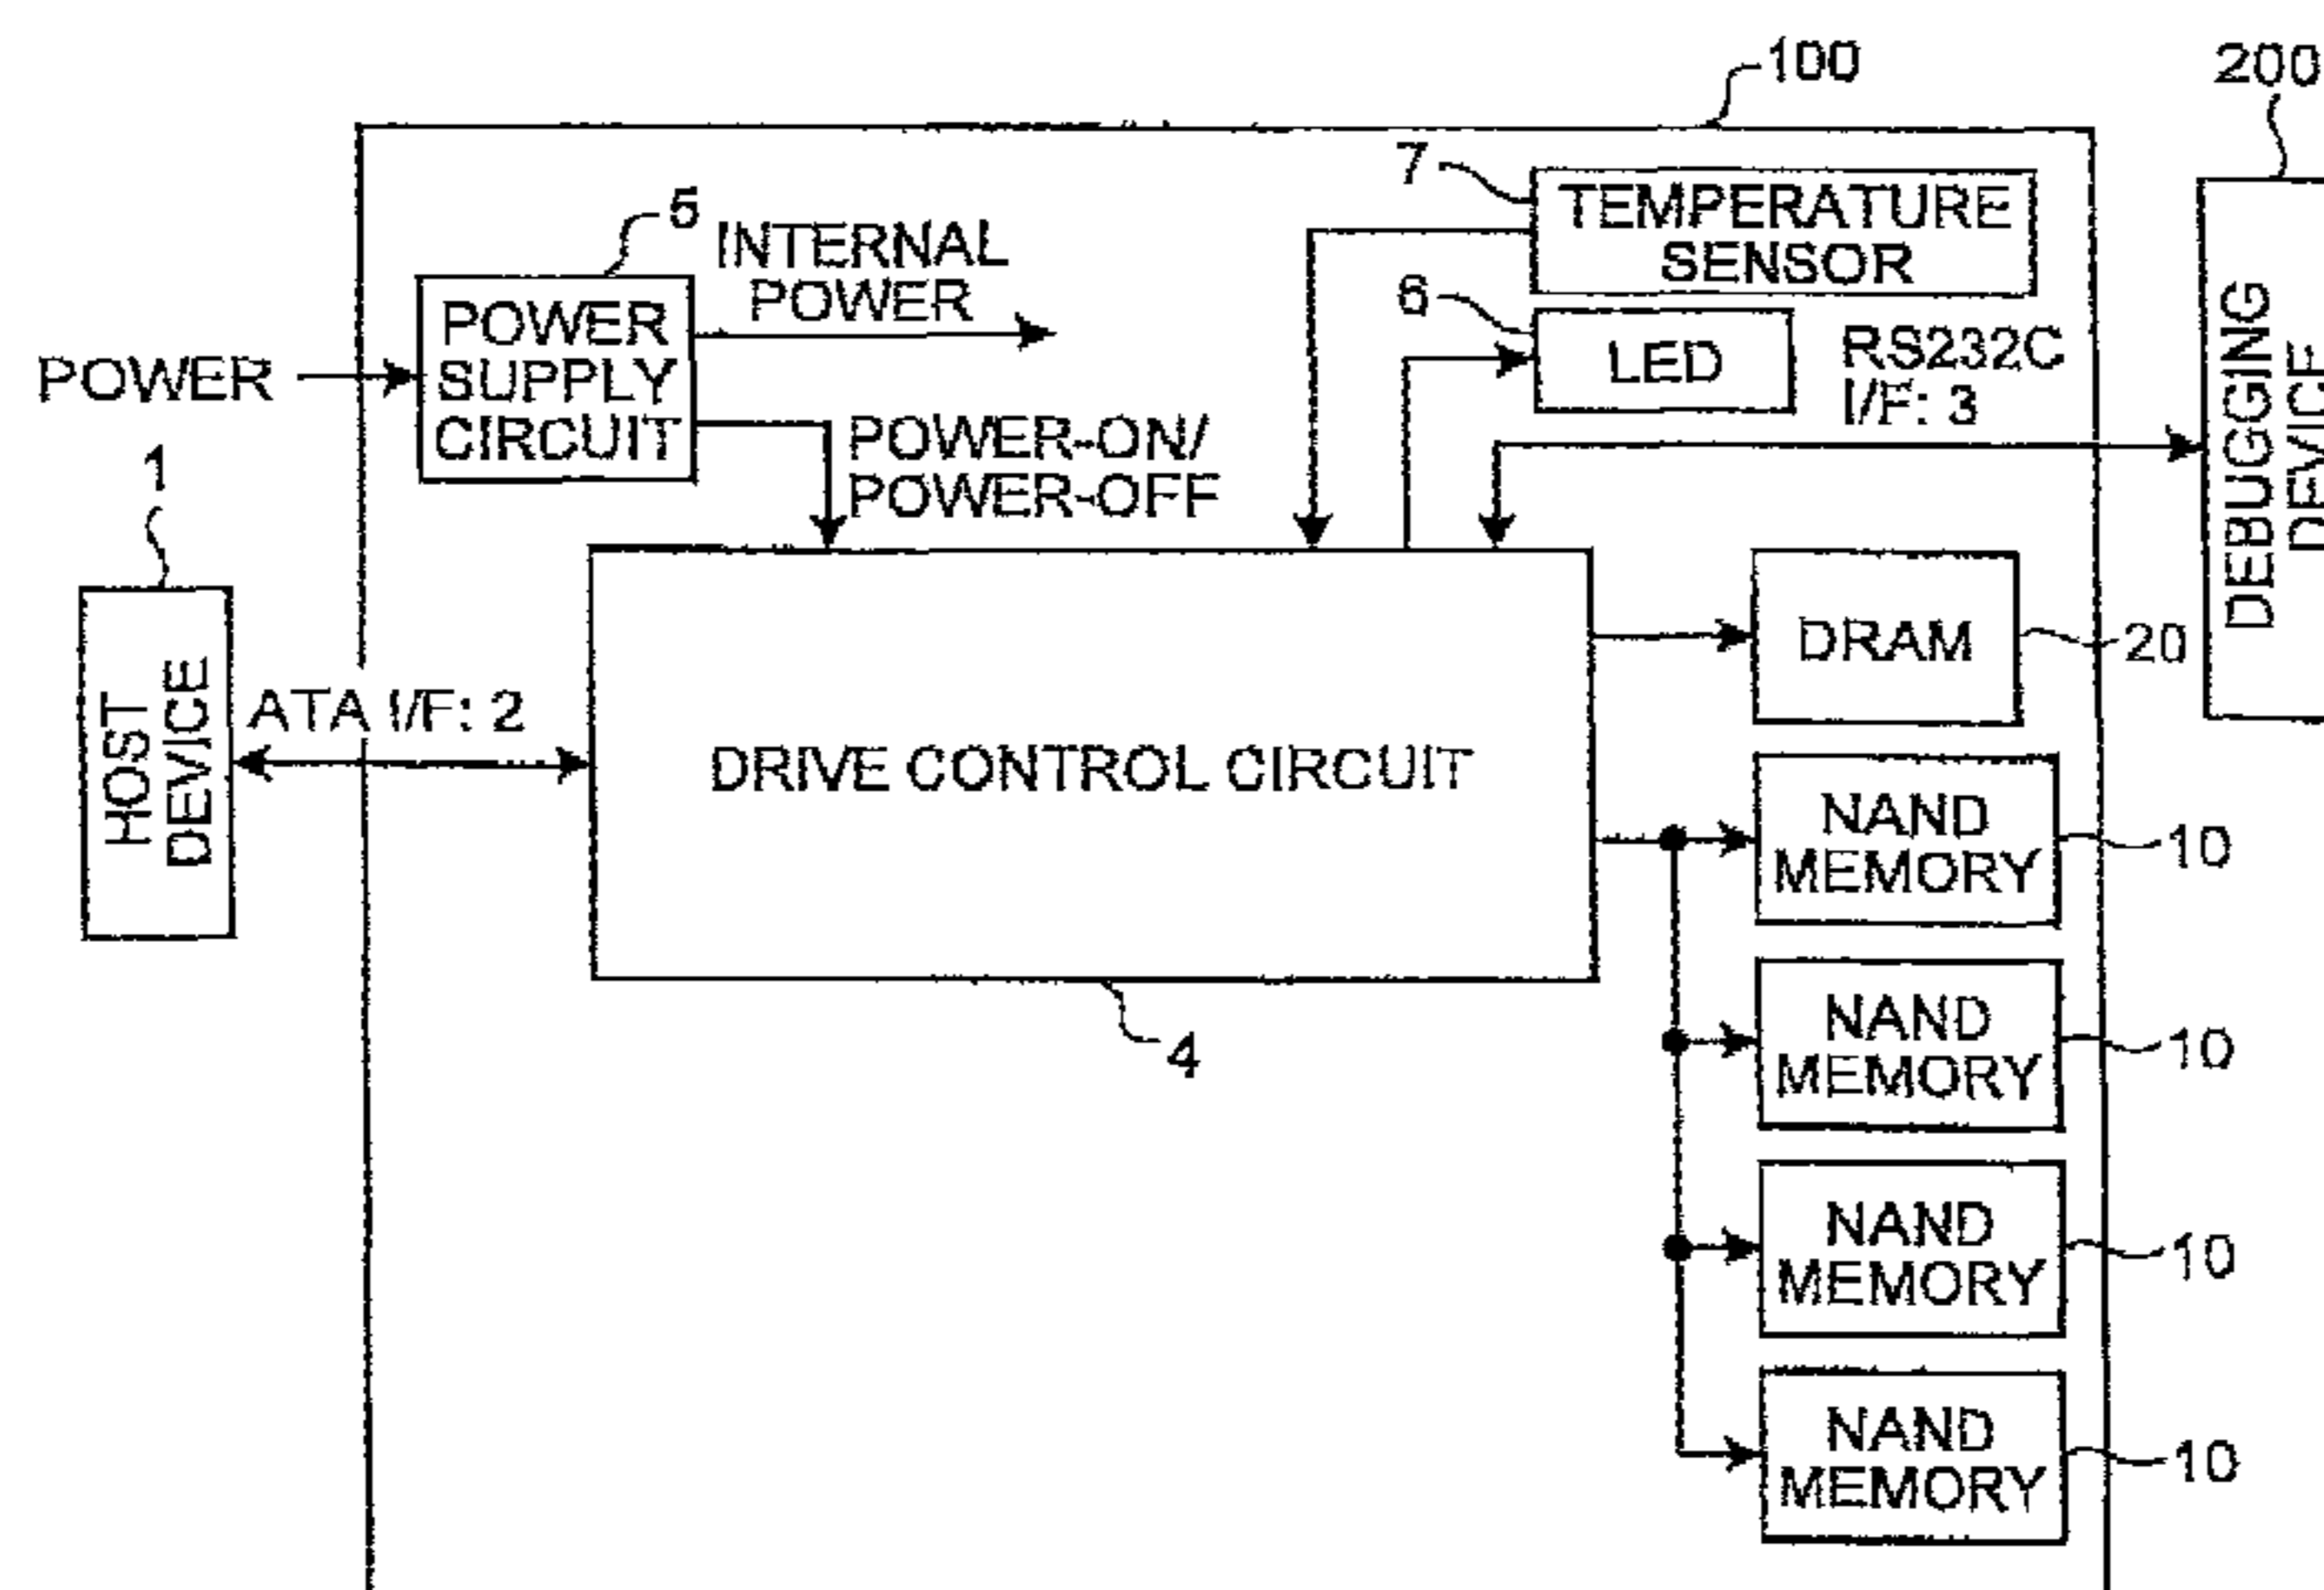 100
200
7
TEMPERATURE
SENSOR
5
INTERNAL
POWER
6
LED
RS232C
I/F: 3
POWER
SUPPLY
CIRCUIT
POWER
POWER-ON/
POWER-OFF
DEBUGGING
DEVICE
1
HOST
DEVICE
ATA I/F: 2
DRIVE CONTROL CIRCUIT
4
DRAM
20
NAND
MEMORY
10
NAND
MEMORY
10
NAND
MEMORY
10
NAND
MEMORY
10